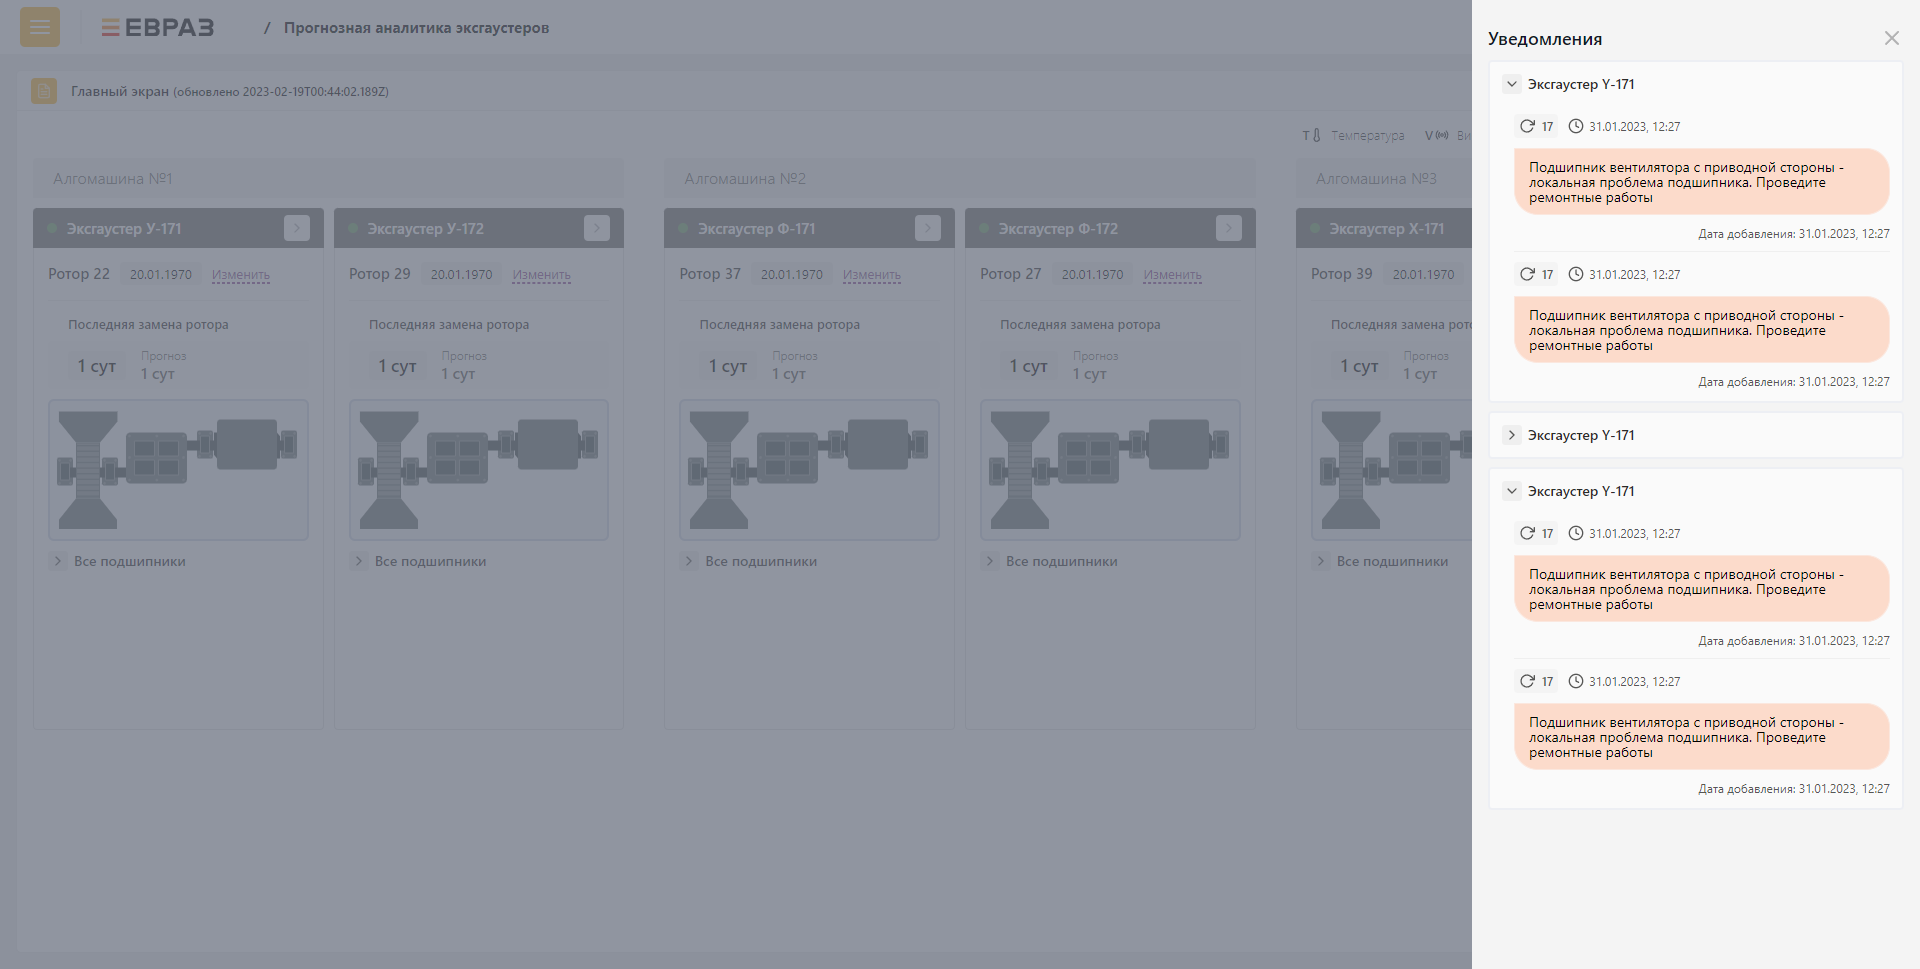 ЕВРАЗ
/ Прогнозная аналитика эксгаустеров
Главный экран (обновлено 2023-02-19T00:44:02.189Z)
T Температура V Ви
Алгомашина №1
Эксгаустер У-171
Ротор 22 20.01.1970 Изменить
Последняя замена ротора
1 сут
Прогноз
1 сут
Все подшипники
Эксгаустер У-172
Ротор 29 20.01.1970 Изменить
Последняя замена ротора
1 сут
Прогноз
1 сут
Все подшипники
Алгомашина №2
Эксгаустер Ф-171
Ротор 37 20.01.1970 Изменить
Последняя замена ротора
1 сут
Прогноз
1 сут
Все подшипники
Эксгаустер Ф-172
Ротор 27 20.01.1970 Изменить
Последняя замена ротора
1 сут
Прогноз
1 сут
Все подшипники
Алгомашина №3
Эксгаустер Х-171
Ротор 39 20.01.1970
Последняя замена рото
1 сут
Прогноз
1 сут
Все подшипники
Уведомления
Эксгаустер Y-171
17 31.01.2023, 12:27
Подшипник вентилятора с приводной стороны -
локальная проблема подшипника. Проведите
ремонтные работы
Дата добавления: 31.01.2023, 12:27
17 31.01.2023, 12:27
Подшипник вентилятора с приводной стороны -
локальная проблема подшипника. Проведите
ремонтные работы
Дата добавления: 31.01.2023, 12:27
Эксгаустер Y-171
Эксгаустер Y-171
17 31.01.2023, 12:27
Подшипник вентилятора с приводной стороны -
локальная проблема подшипника. Проведите
ремонтные работы
Дата добавления: 31.01.2023, 12:27
17 31.01.2023, 12:27
Подшипник вентилятора с приводной стороны -
локальная проблема подшипника. Проведите
ремонтные работы
Дата добавления: 31.01.2023, 12:27